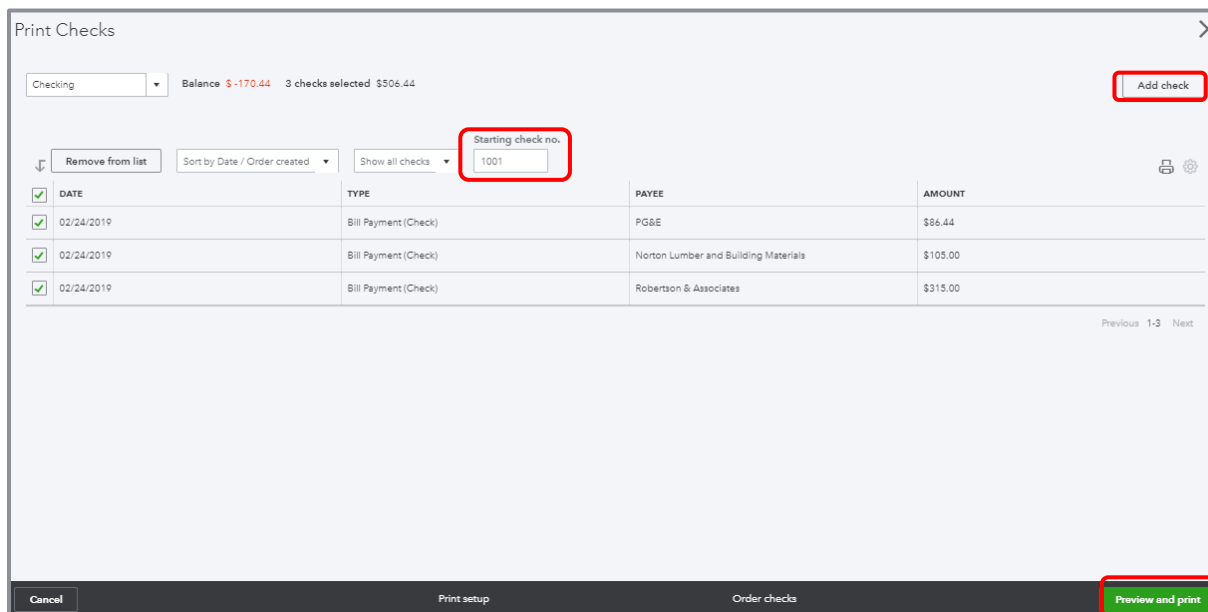 Print Checks
Checking Balance $ -170.44 3 checks selected $506.44 Add check
Starting check no.
Remove from list Sort by Date / Order created Show all checks 1001
DATE TYPE PAYEE AMOUNT
02/24/2019 Bill Payment (Check) PG&E $86.44
02/24/2019 Bill Payment (Check) Norton Lumber and Building Materials $105.00
02/24/2019 Bill Payment (Check) Robertson & Associates $315.00
Previous 1-3 Next
Cancel Print setup Order checks Preview and print